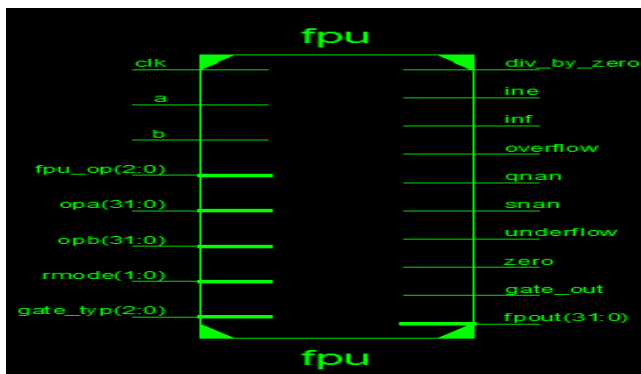 fpu
clk
a
b
fpu_op(2:0)
opa(31:0)
opb(31:0)
rmode(1:0)
gate_typ(2:0)
div_by_zero
ine
inf
overflow
qnan
snan
underflow
zero
gate_out
fpout(31:0)
fpu